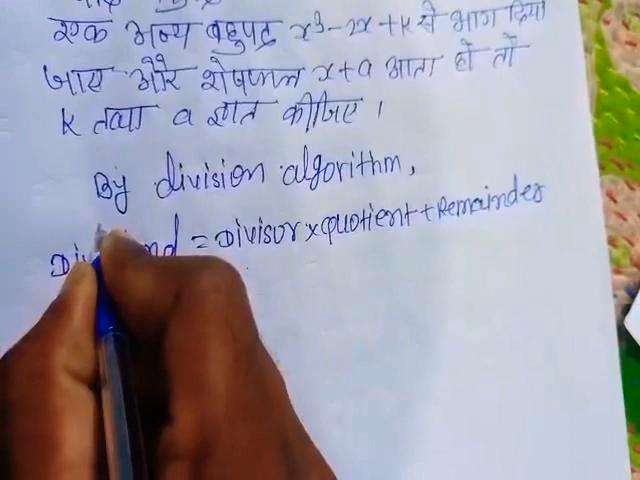 एक अन्य बहुपद x³-2x+k से भाग दिया
जाए और शेषफल x+a आता हो तो
k तथा a ज्ञात कीजिए ।
By division algorithm,
= Divisor x quotient + Remainder